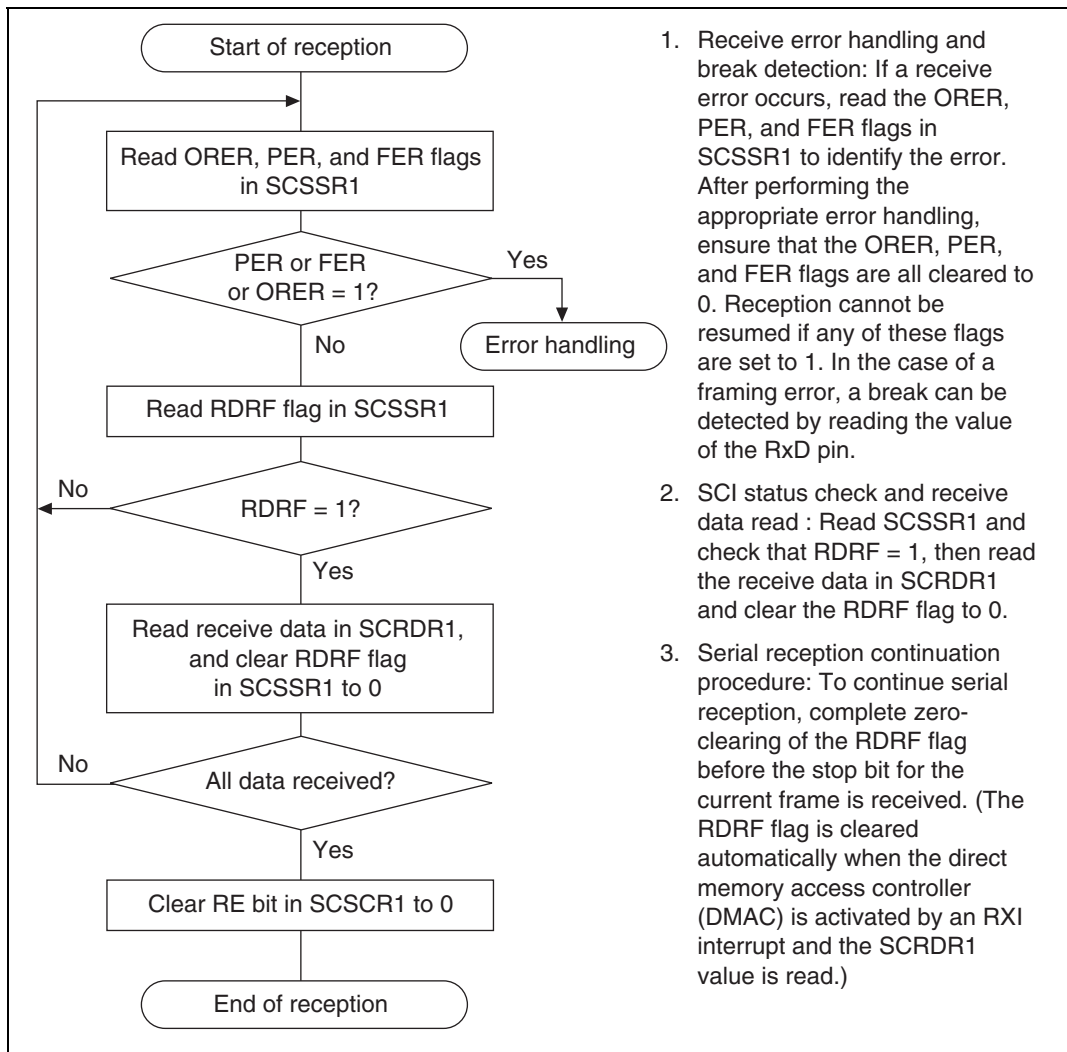 Start of reception
Read ORER, PER, and FER flags
in SCSSR1
PER or FER
or ORER = 1?
Yes
Error handling
No
Read RDRF flag in SCSSR1
No
RDRF = 1?
Yes
Read receive data in SCRDR1,
and clear RDRF flag
in SCSSR1 to 0
No
All data received?
Yes
Clear RE bit in SCSCR1 to 0
End of reception
1. Receive error handling and
break detection: If a receive
error occurs, read the ORER,
PER, and FER flags in
SCSSR1 to identify the error.
After performing the
appropriate error handling,
ensure that the ORER, PER,
and FER flags are all cleared to
0. Reception cannot be
resumed if any of these flags
are set to 1. In the case of a
framing error, a break can be
detected by reading the value
of the RxD pin.
2. SCI status check and receive
data read : Read SCSSR1 and
check that RDRF = 1, then read
the receive data in SCRDR1
and clear the RDRF flag to 0.
3. Serial reception continuation
procedure: To continue serial
reception, complete zero-
clearing of the RDRF flag
before the stop bit for the
current frame is received. (The
RDRF flag is cleared
automatically when the direct
memory access controller
(DMAC) is activated by an RXI
interrupt and the SCRDR1
value is read.)